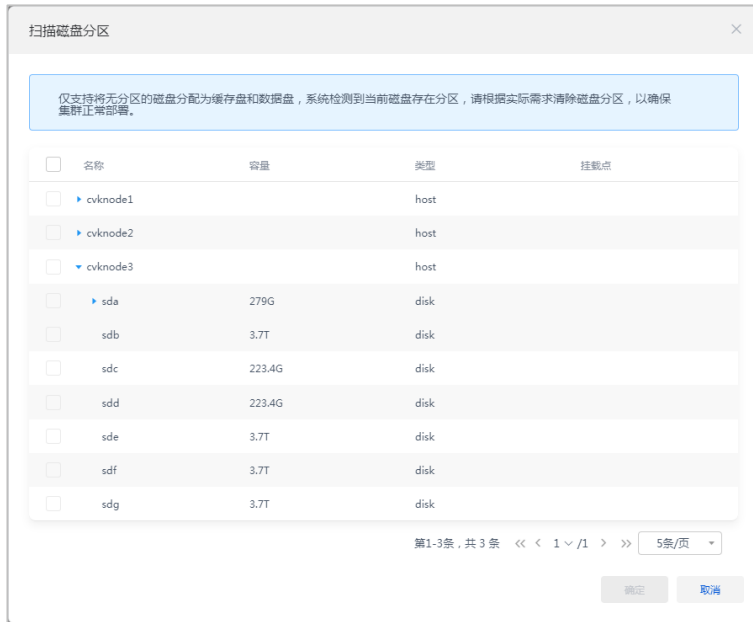 扫描磁盘分区
仅支持将无分区的磁盘分配为缓存盘和数据盘，系统检测到当前磁盘存在分区，请根据实际需求清除磁盘分区，以确保
集群正常部署。
名称 容量 类型 挂载点
cvknode1 host
cvknode2 host
cvknode3 host
sda 279G disk
sdb 3.7T disk
sdc 223.4G disk
sdd 223.4G disk
sde 3.7T disk
sdf 3.7T disk
sdg 3.7T disk
第1-3条，共 3 条 << < 1 /1 > >> 5条/页
确定 取消